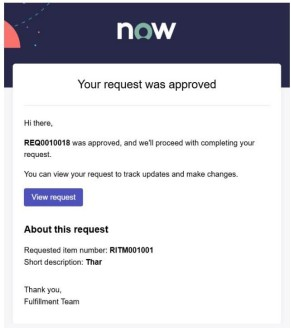 now
Your request was approved
Hi there,
REQ0010018 was approved, and we'll proceed with completing your
request.
You can view your request to track updates and make changes.
View request
About this request
Requested item number: RITM001001
Short description: Thar
Thank you,
Fulfillment Team